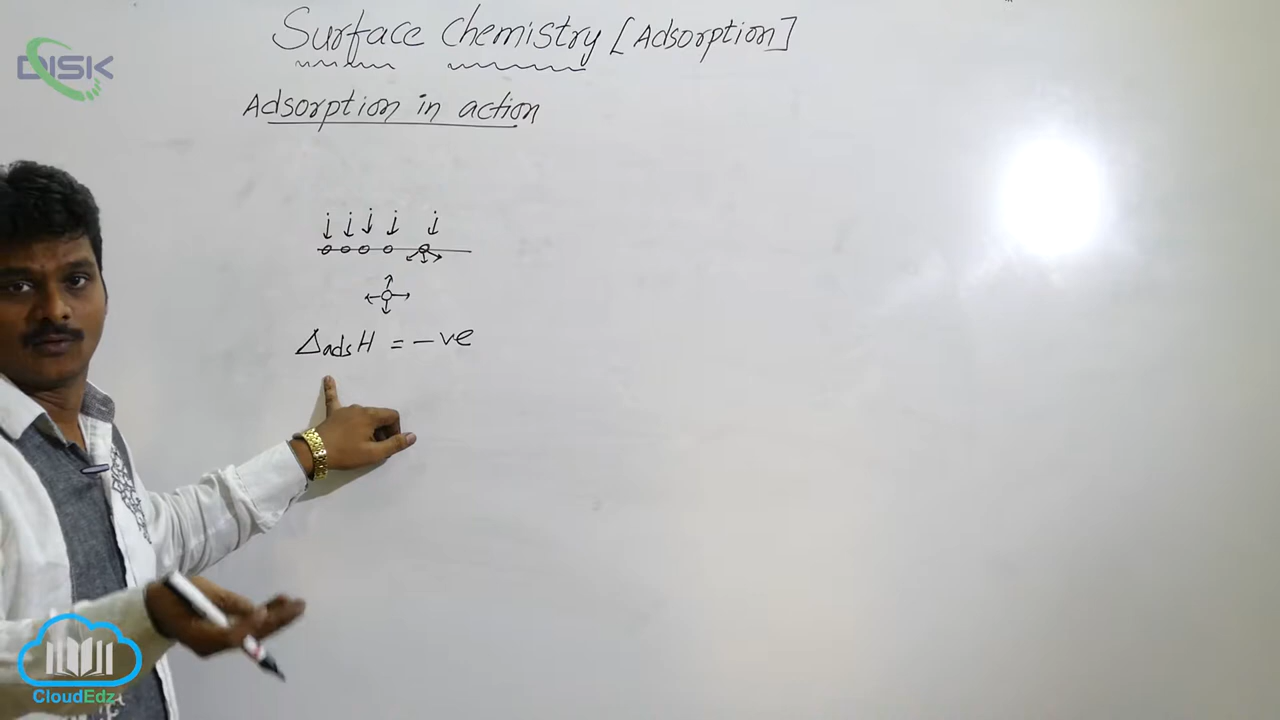 Surface Chemistry [Adsorption]
DISK
Adsorption in action
ΔadsH = -ve
CloudEdz